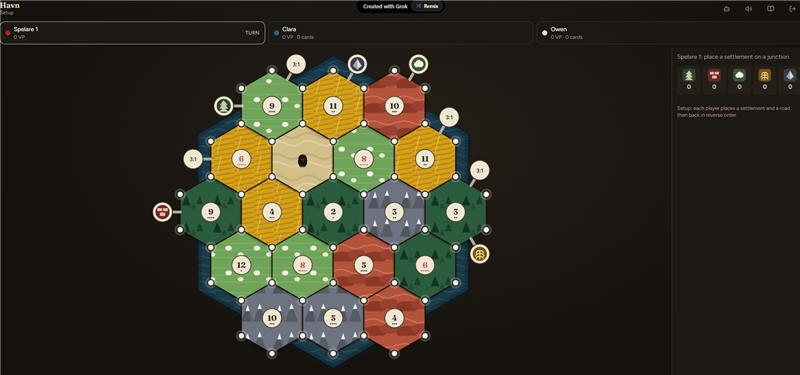 Havn
Setup
Created with Grok Remix
Spelare 1
0 VP
TURN
Clara
0 VP · 0 cards
Owen
0 VP · 0 cards
Spelare 1: place a settlement on a junction.
0 0 0 0 0
Setup: each player places a settlement and a road,
then back in reverse order.
3:1
9 11 10
3:1
3:1
6 8 11
3:1
9 4 2 3 3
12 8 5 6
10 5 4